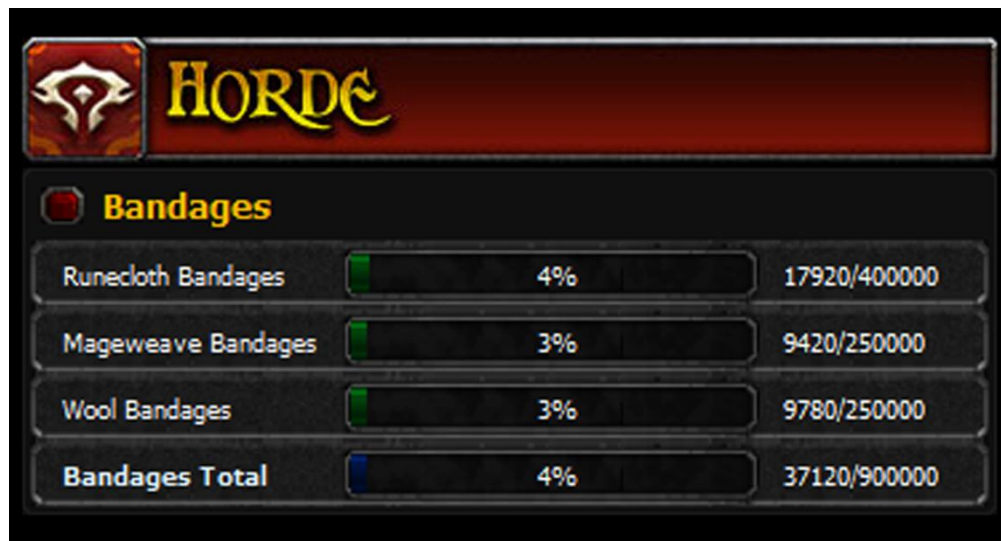 HORDE
Bandages
Runecloth Bandages 4% 17920/400000
Mageweave Bandages 3% 9420/250000
Wool Bandages 3% 9780/250000
Bandages Total 4% 37120/900000